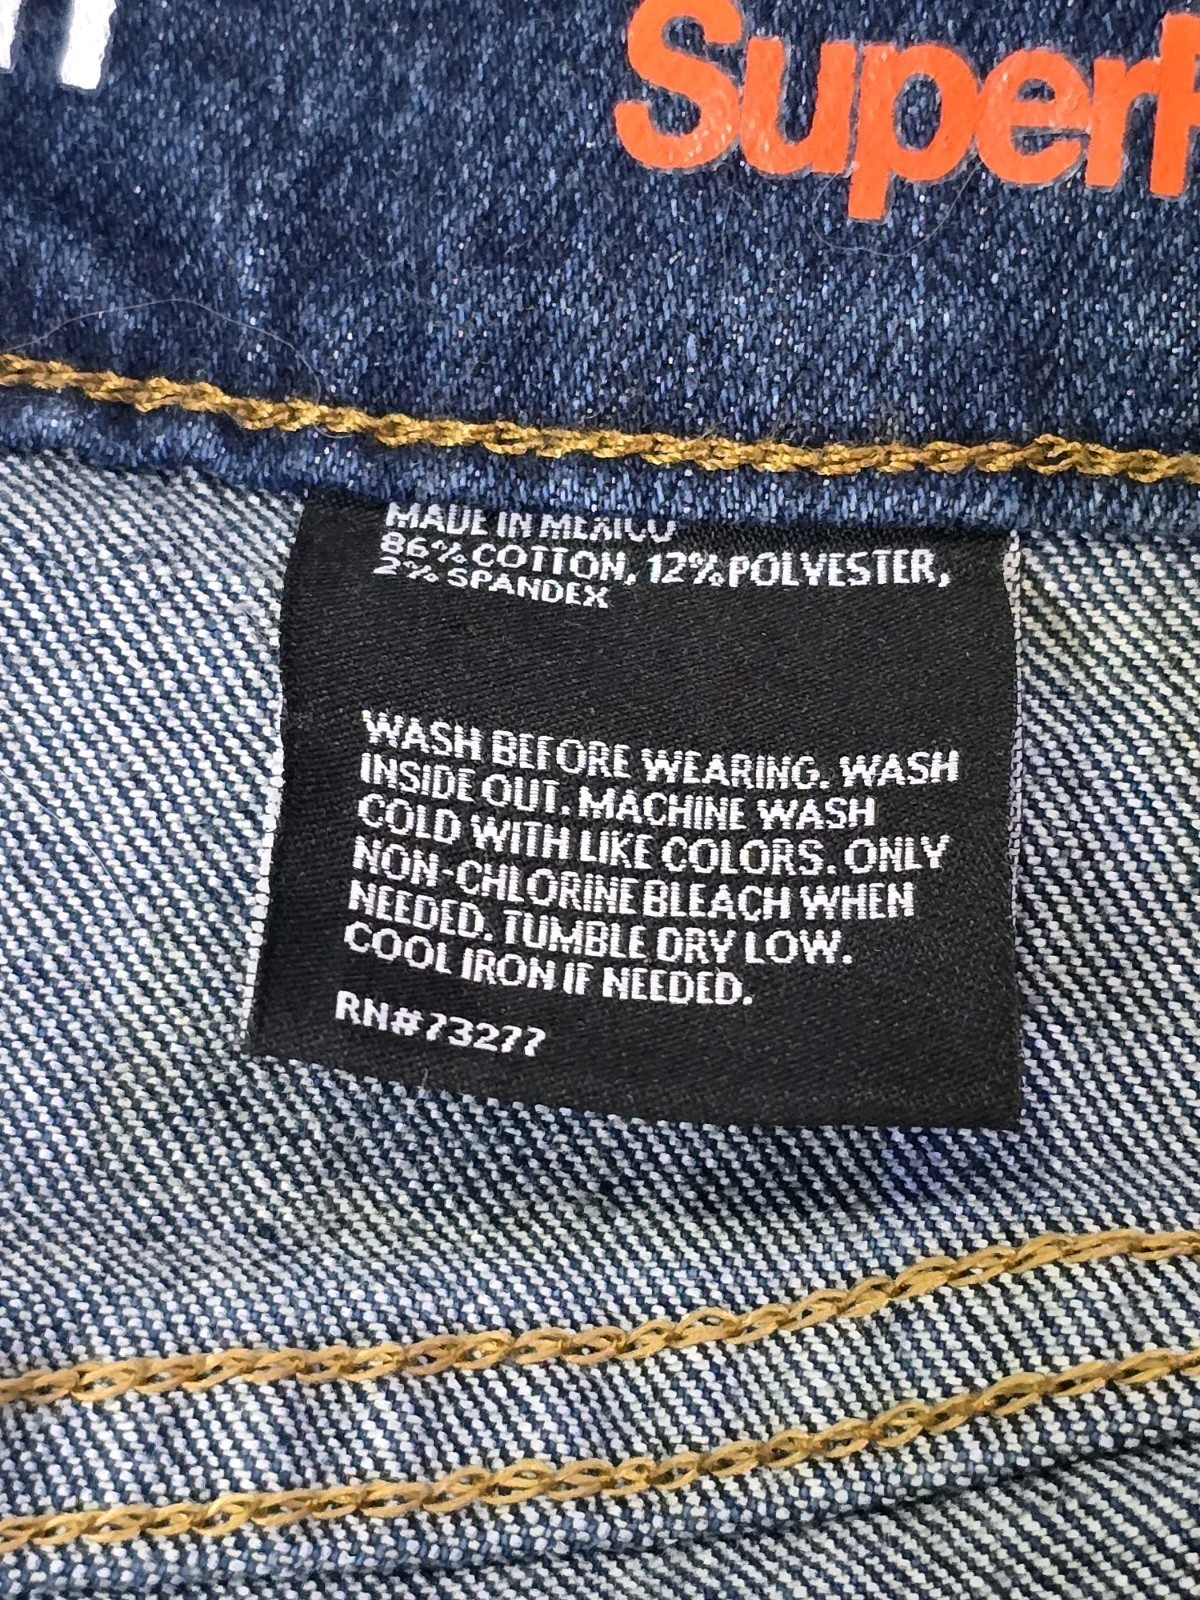 Superf
MADE IN MEXICO
86% COTTON, 12% POLYESTER,
2% SPANDEX
WASH BEFORE WEARING. WASH
INSIDE OUT. MACHINE WASH
COLD WITH LIKE COLORS. ONLY
NON-CHLORINE BLEACH WHEN
NEEDED. TUMBLE DRY LOW.
COOL IRON IF NEEDED.
RN#73277